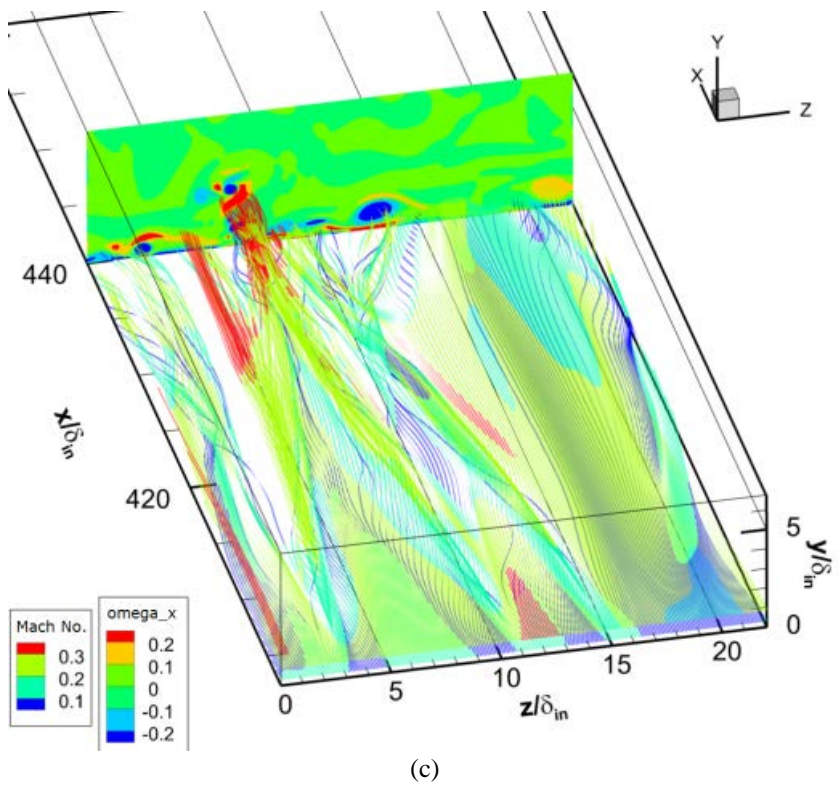 Y
X
Z
440
x/δin
420
5
y/δin
0
Mach No.
0.3
0.2
0.1
omega_x
0.2
0.1
0
-0.1
-0.2
0 5 10 15 20
z/δin
(c)